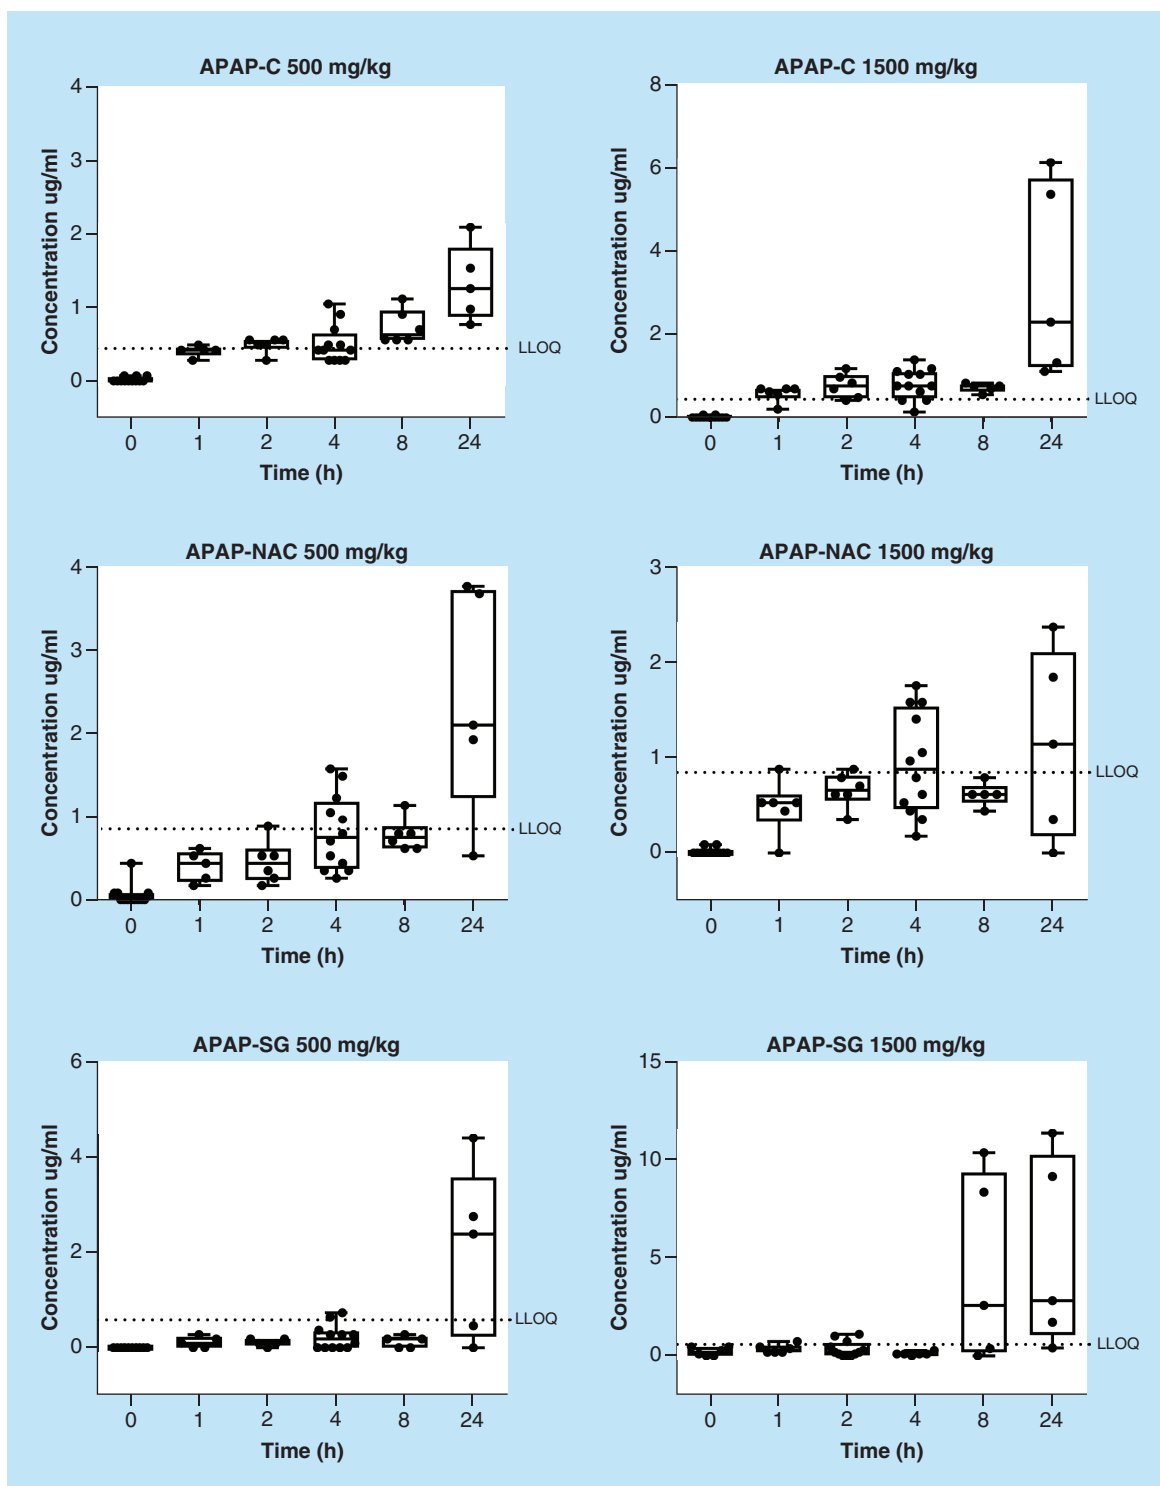 APAP-C 500 mg/kg
Concentration ug/ml
4
3
2
1
0
LLOQ
0 1 2 4 8 24
Time (h)
APAP-C 1500 mg/kg
Concentration ug/ml
8
6
4
2
0
LLOQ
0 1 2 4 8 24
Time (h)
APAP-NAC 500 mg/kg
Concentration ug/ml
4
3
2
1
0
LLOQ
0 1 2 4 8 24
Time (h)
APAP-NAC 1500 mg/kg
Concentration ug/ml
3
2
1
0
LLOQ
0 1 2 4 8 24
Time (h)
APAP-SG 500 mg/kg
Concentration ug/ml
6
4
2
0
LLOQ
0 1 2 4 8 24
Time (h)
APAP-SG 1500 mg/kg
Concentration ug/ml
15
10
5
0
LLOQ
0 1 2 4 8 24
Time (h)